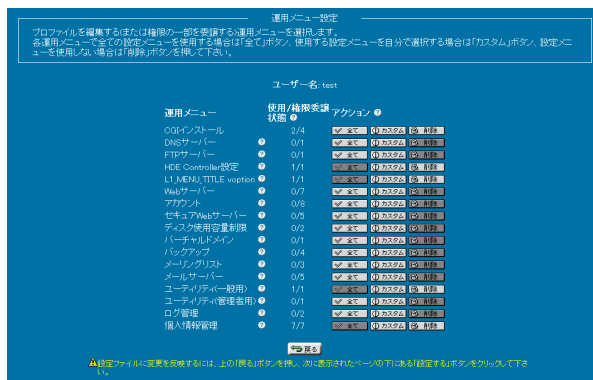 運用メニュー設定
プロファイルを編集する(または権限の一部を委譲する)運用メニューを選択します。
各運用メニューで全ての設定メニューを使用する場合は「全て」ボタン、使用する設定メニューを自分で選択する場合は「カスタム」ボタン、設定メニ
ューを使用しない場合は「削除」ボタンを押して下さい。
ユーザー名: test
運用メニュー 使用/権限委譲状態 アクション
CGIインストール 2/4 全て カスタム 削除
DNSサーバー 0/1 全て カスタム 削除
FTPサーバー 0/1 全て カスタム 削除
HDE Controller設定 1/1 全て カスタム 削除
L1_MENU_TITLE voption 1/1 全て カスタム 削除
Webサーバー 0/7 全て カスタム 削除
アカウント 0/8 全て カスタム 削除
セキュアWebサーバー 0/5 全て カスタム 削除
ディスク使用容量制限 0/2 全て カスタム 削除
バーチャルドメイン 0/1 全て カスタム 削除
バックアップ 0/4 全て カスタム 削除
メーリングリスト 0/3 全て カスタム 削除
メールサーバー 0/5 全て カスタム 削除
ユーティリティ(一般用) 1/1 全て カスタム 削除
ユーティリティ(管理者用) 0/1 全て カスタム 削除
ログ管理 0/2 全て カスタム 削除
個人情報管理 7/7 全て カスタム 削除
戻る
設定ファイルに変更を反映するには、上の「戻る」ボタンを押し、次に表示されたページの下にある「設定する」ボタンをクリックして下さ
い。